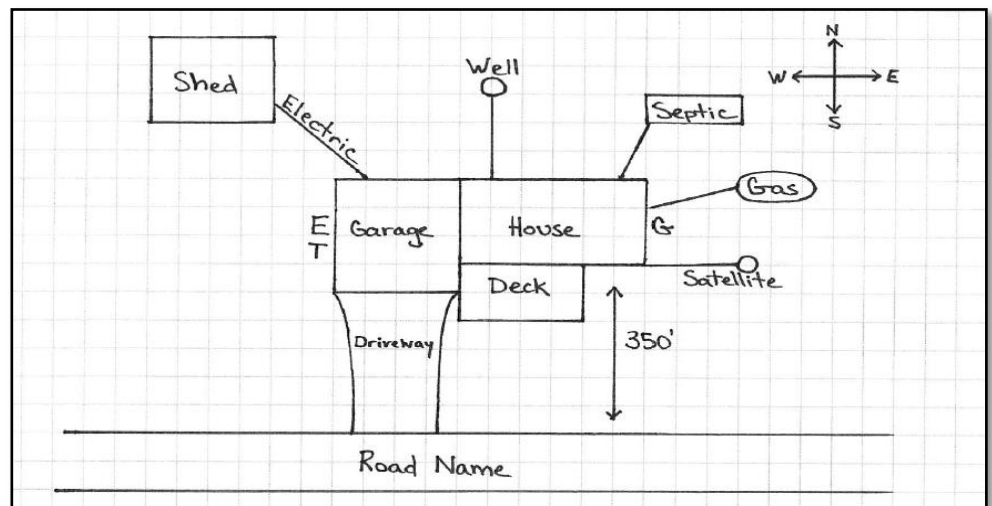 N
Well
Shed
W E
Electric
Septic
S
Gas
E
T
Garage
House
G
Satellite
Deck
Driveway
350'
Road Name